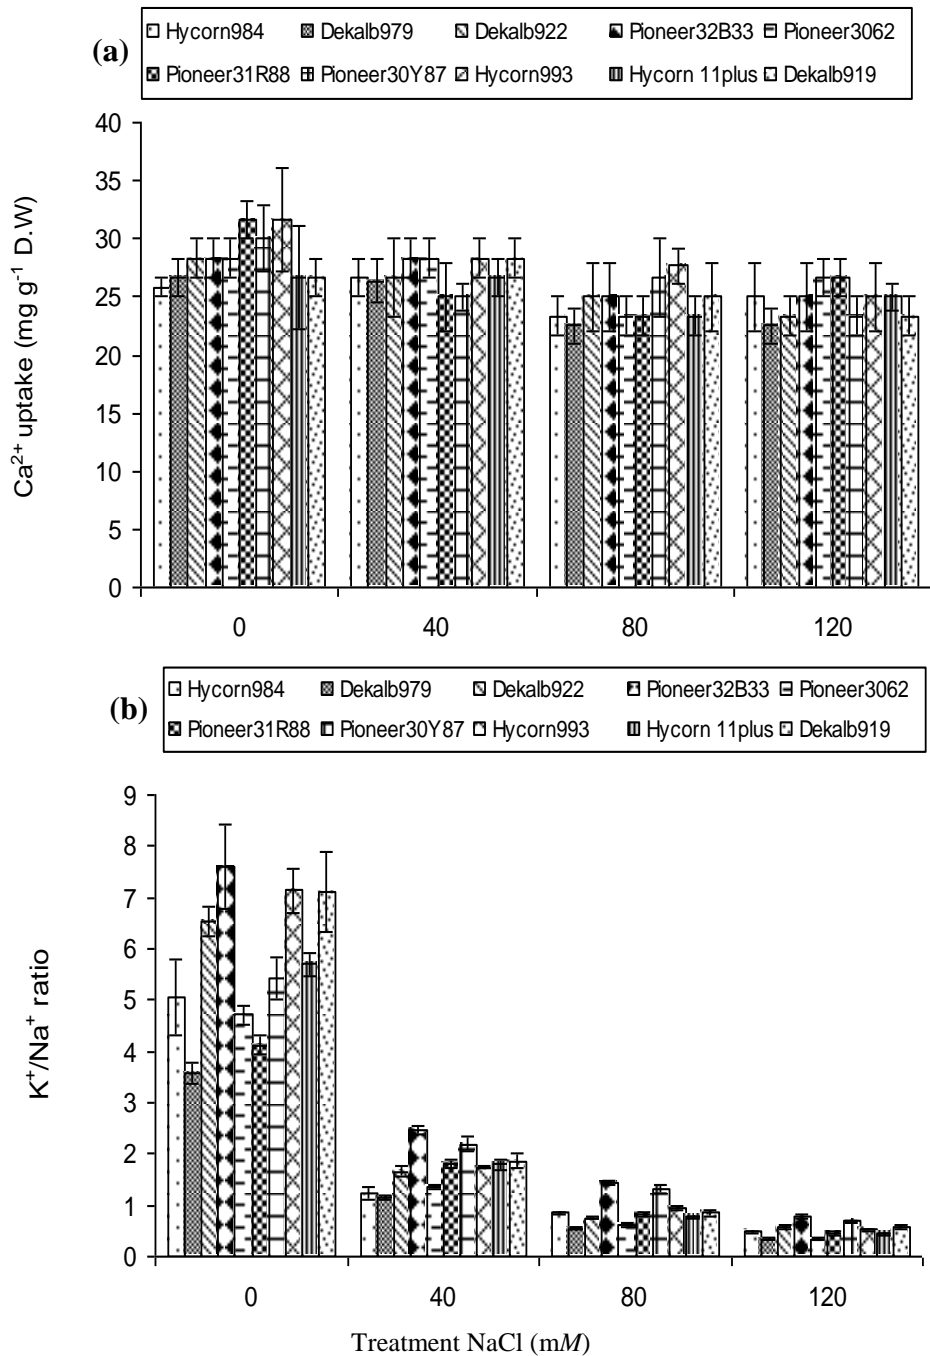 (a)
Hycorn984 Dekalb979 Dekalb922 Pioneer32B33 Pioneer3062
Pioneer31R88 Pioneer30Y87 Hycorn993 Hycorn 11plus Dekalb919
Ca²⁺ uptake (mg g⁻¹ D.W)
40
35
30
25
20
15
10
5
0
0 40 80 120
(b)
Hycorn984 Dekalb979 Dekalb922 Pioneer32B33 Pioneer3062
Pioneer31R88 Pioneer30Y87 Hycorn993 Hycorn 11plus Dekalb919
K⁺/Na⁺ ratio
9
8
7
6
5
4
3
2
1
0
0 40 80 120
Treatment NaCl (mM)